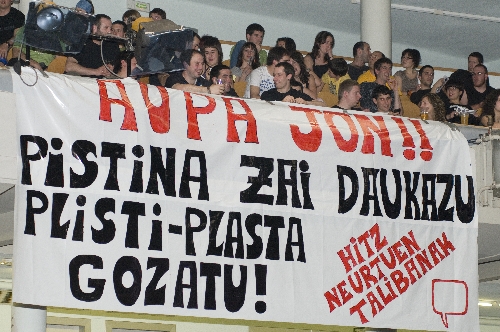 AUPA JON!!
PISTINA ZAI DAUKAZU
PLISTI-PLASTA
GOZATU!
HITZ
NEURTUEN
TALIBANAK